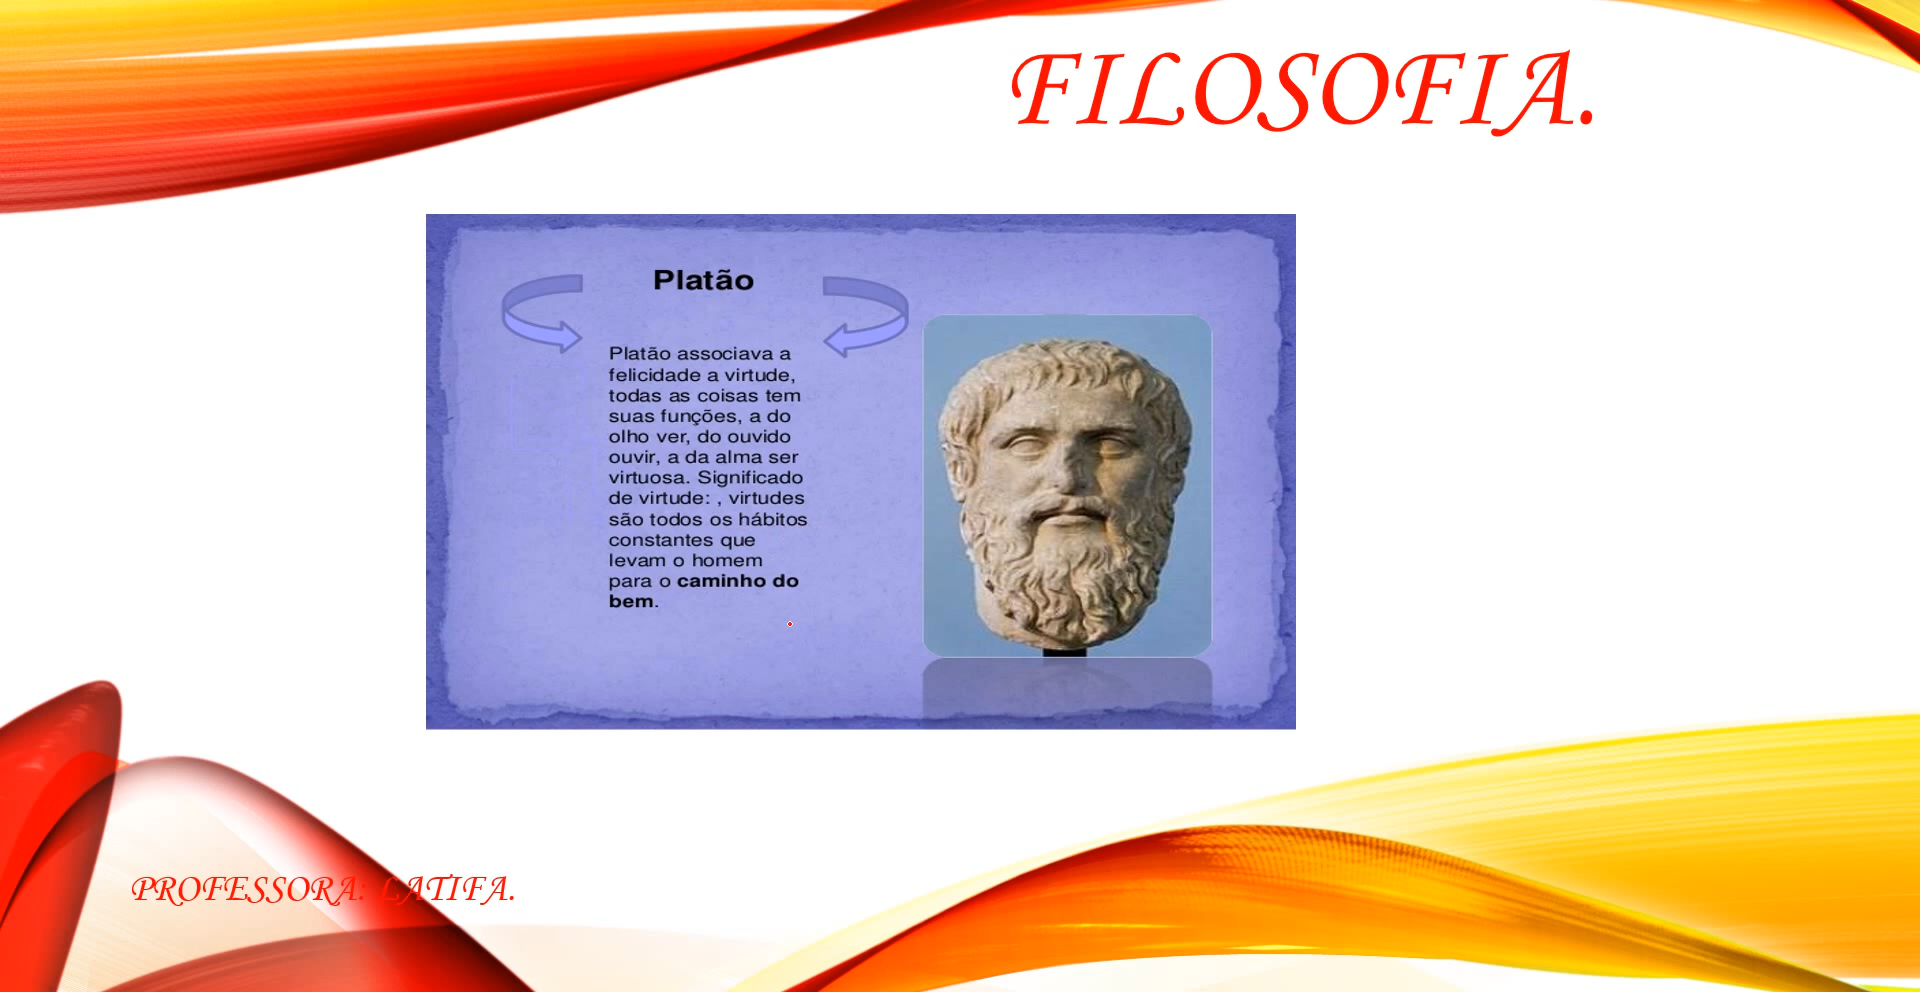 FILOSOFIA.
Platão
Platão associava a
felicidade a virtude,
todas as coisas tem
suas funções, a do
olho ver, do ouvido
ouvir, a da alma ser
virtuosa. Significado
de virtude: , virtudes
são todos os hábitos
constantes que
levam o homem
para o caminho do
bem.
PROFESSORA: LATIFA.